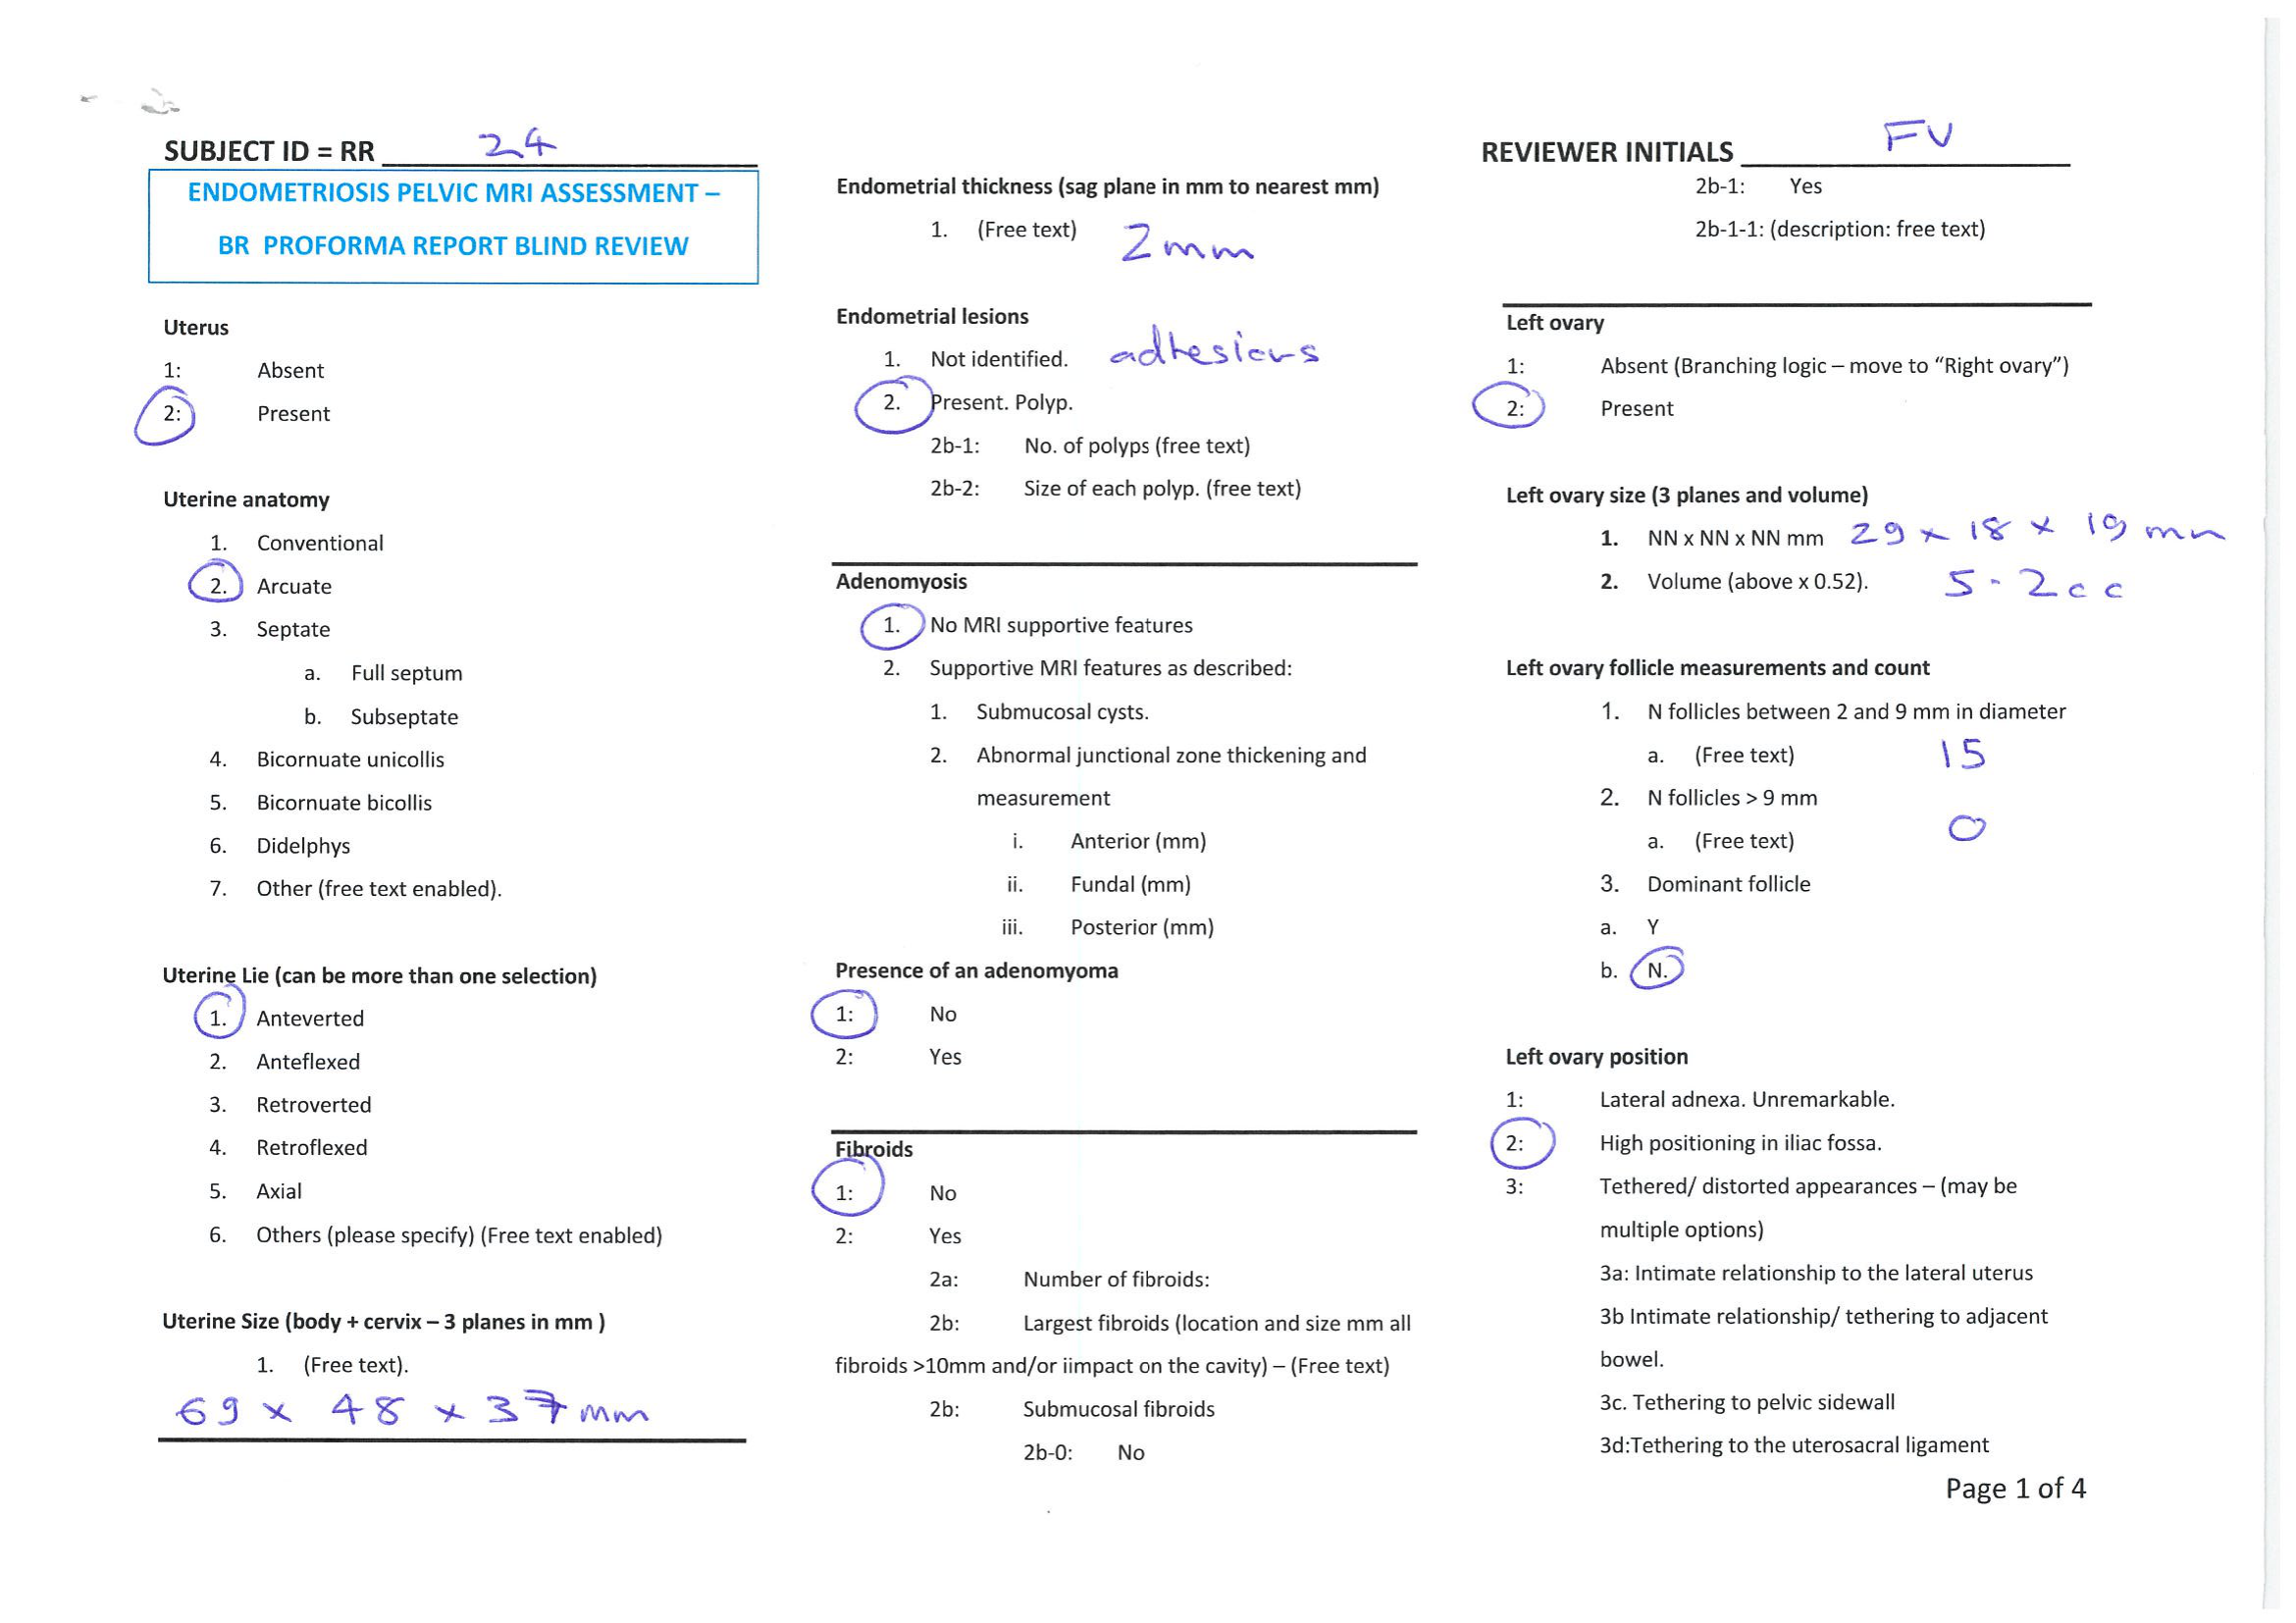 SUBJECT ID = RR 24
ENDOMETRIOSIS PELVIC MRI ASSESSMENT –
BR PROFORMA REPORT BLIND REVIEW
Uterus
1: Absent
2: Present
Uterine anatomy
1. Conventional
2. Arcuate
3. Septate
a. Full septum
b. Subseptate
4. Bicornuate unicollis
5. Bicornuate bicollis
6. Didelphys
7. Other (free text enabled).
Uterine Lie (can be more than one selection)
1. Anteverted
2. Anteflexed
3. Retroverted
4. Retroflexed
5. Axial
6. Others (please specify) (Free text enabled)
Uterine Size (body + cervix – 3 planes in mm )
1. (Free text).
69 x 48 x 37mm
Endometrial thickness (sag plane in mm to nearest mm)
1. (Free text) 2mm
Endometrial lesions
1. Not identified. adhesions
2. Present. Polyp.
2b-1: No. of polyps (free text)
2b-2: Size of each polyp. (free text)
Adenomyosis
1. No MRI supportive features
2. Supportive MRI features as described:
1. Submucosal cysts.
2. Abnormal junctional zone thickening and
measurement
i. Anterior (mm)
ii. Fundal (mm)
iii. Posterior (mm)
Presence of an adenomyoma
1: No
2: Yes
Fibroids
1: No
2: Yes
2a: Number of fibroids:
2b: Largest fibroids (location and size mm all
fibroids >10mm and/or iimpact on the cavity) – (Free text)
2b: Submucosal fibroids
2b-0: No
REVIEWER INITIALS FV
2b-1: Yes
2b-1-1: (description: free text)
Left ovary
1: Absent (Branching logic – move to “Right ovary”)
2: Present
Left ovary size (3 planes and volume)
1. NN x NN x NN mm 29 x 18 x 19 mm
2. Volume (above x 0.52). 5.2cc
Left ovary follicle measurements and count
1. N follicles between 2 and 9 mm in diameter
a. (Free text) 15
2. N follicles > 9 mm
a. (Free text) 0
3. Dominant follicle
a. Y
b. N.
Left ovary position
1: Lateral adnexa. Unremarkable.
2: High positioning in iliac fossa.
3: Tethered/ distorted appearances – (may be
multiple options)
3a: Intimate relationship to the lateral uterus
3b Intimate relationship/ tethering to adjacent
bowel.
3c. Tethering to pelvic sidewall
3d:Tethering to the uterosacral ligament
Page 1 of 4